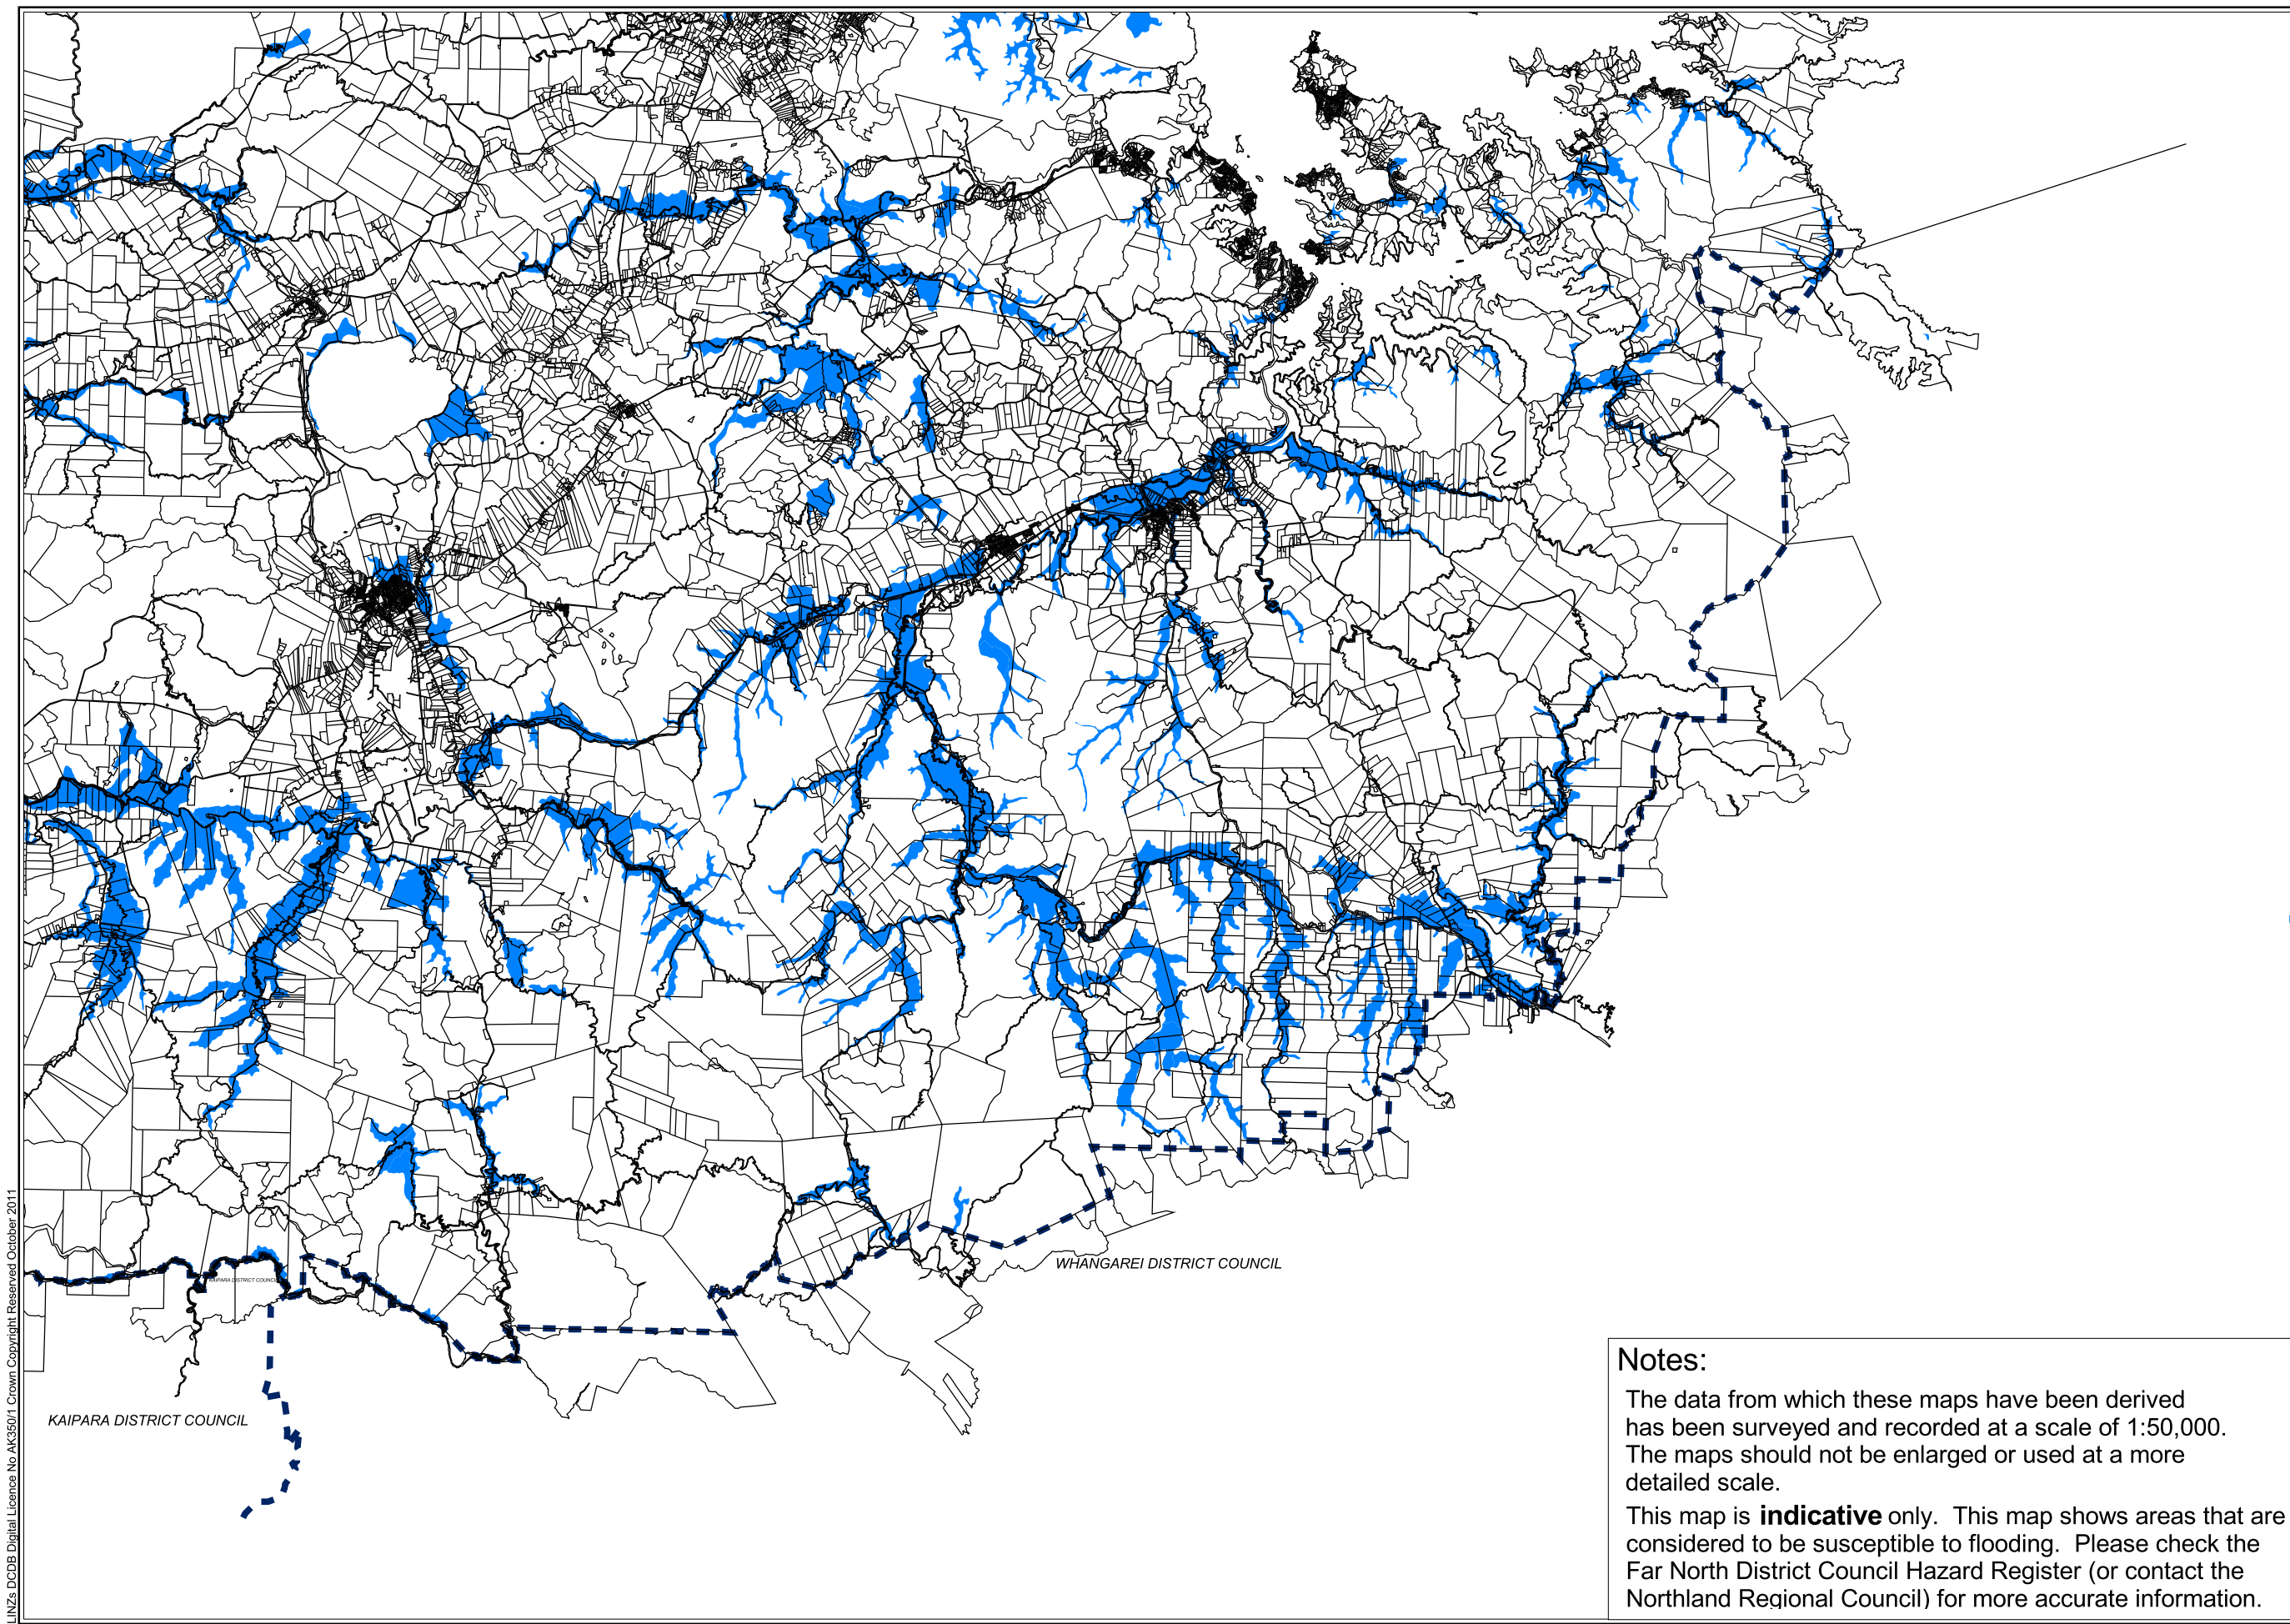 KAIPARA DISTRICT COUNCIL
WHANGAREI DISTRICT COUNCIL
KAIPARA DISTRICT COUNCIL
LINZs DCDB Digital Licence No AK350/1 Crown Copyright Reserved October 2011
Notes:
The data from which these maps have been derived
has been surveyed and recorded at a scale of 1:50,000.
The maps should not be enlarged or used at a more
detailed scale.
This map is indicative only. This map shows areas that are
considered to be susceptible to flooding. Please check the
Far North District Council Hazard Register (or contact the
Northland Regional Council) for more accurate information.